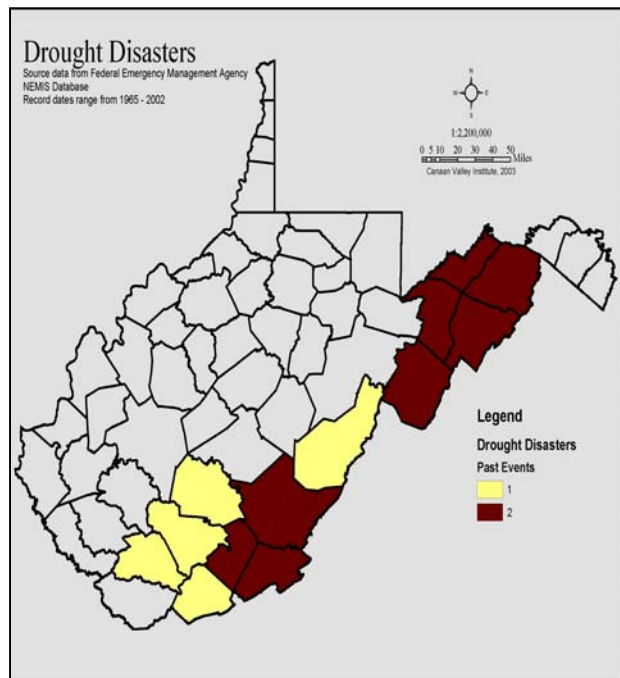 Drought Disasters
Source data from Federal Emergency Management Agency
NEMIS Database
Record dates range from 1965 - 2002
N
W E
S
1:2,200,000
0 5 10 20 30 40 50
Miles
Canaan Valley Institute, 2003
Legend
Drought Disasters
Past Events
1
2